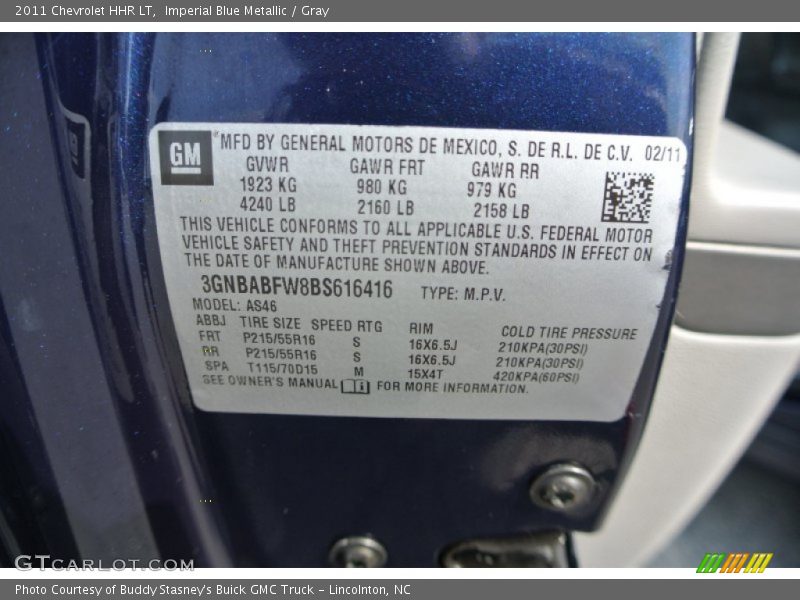 2011 Chevrolet HHR LT, Imperial Blue Metallic / Gray
GM
MFD BY GENERAL MOTORS DE MEXICO, S. DE R.L. DE C.V. 02/11
GVWR GAWR FRT GAWR RR
1923 KG 980 KG 979 KG
4240 LB 2160 LB 2158 LB
THIS VEHICLE CONFORMS TO ALL APPLICABLE U.S. FEDERAL MOTOR
VEHICLE SAFETY AND THEFT PREVENTION STANDARDS IN EFFECT ON
THE DATE OF MANUFACTURE SHOWN ABOVE.
3GNBABFW8BS616416 TYPE: M.P.V.
MODEL: AS46
ABBJ TIRE SIZE SPEED RTG RIM COLD TIRE PRESSURE
FRT P215/55R16 S 16X6.5J 210KPA(30PSI)
RR P215/55R16 S 16X6.5J 210KPA(30PSI)
SPA T115/70D15 M 15X4T 420KPA(60PSI)
SEE OWNER'S MANUAL FOR MORE INFORMATION.
GTCARLOT.COM
Photo Courtesy of Buddy Stasney's Buick GMC Truck - Lincolnton, NC